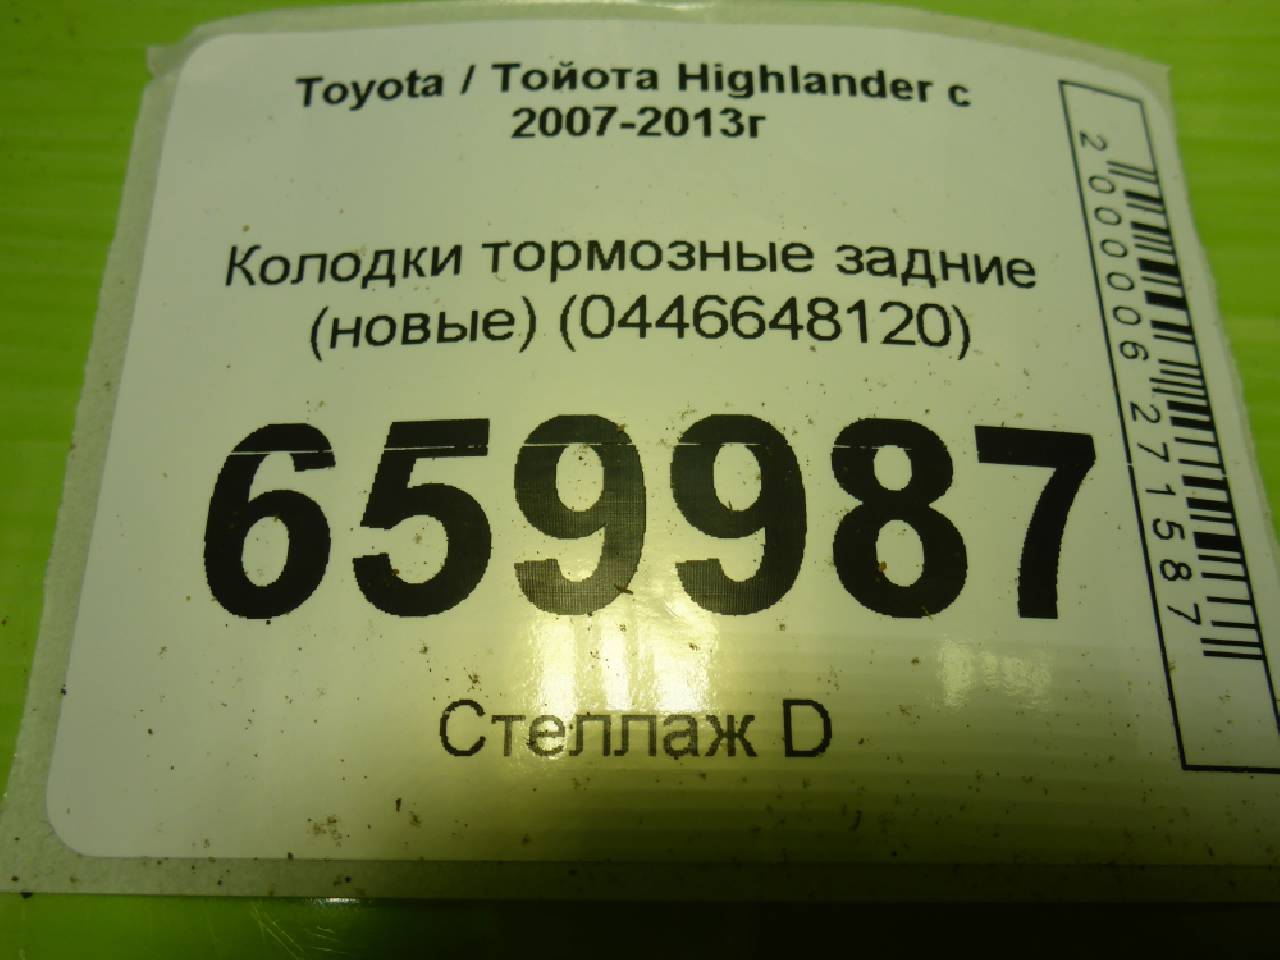 Toyota / Тойота Highlander с
2007-2013г
Колодки тормозные задние
(новые) (0446648120)
659987
Стеллаж D
2000006271587